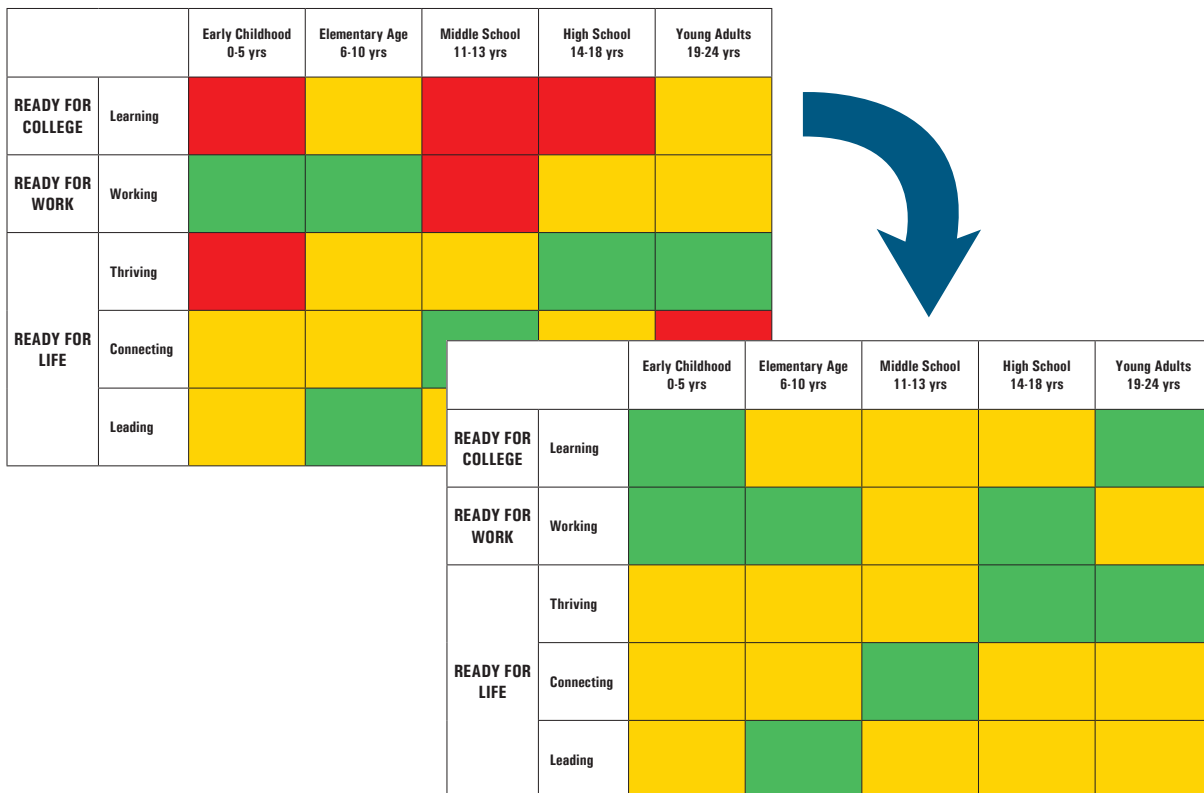 Early Childhood
0-5 yrs
Elementary Age
6-10 yrs
Middle School
11-13 yrs
High School
14-18 yrs
Young Adults
19-24 yrs
READY FOR
COLLEGE
Learning
READY FOR
WORK
Working
READY FOR
LIFE
Thriving
Connecting
Leading
Early Childhood
0-5 yrs
Elementary Age
6-10 yrs
Middle School
11-13 yrs
High School
14-18 yrs
Young Adults
19-24 yrs
READY FOR
COLLEGE
Learning
READY FOR
WORK
Working
READY FOR
LIFE
Thriving
Connecting
Leading